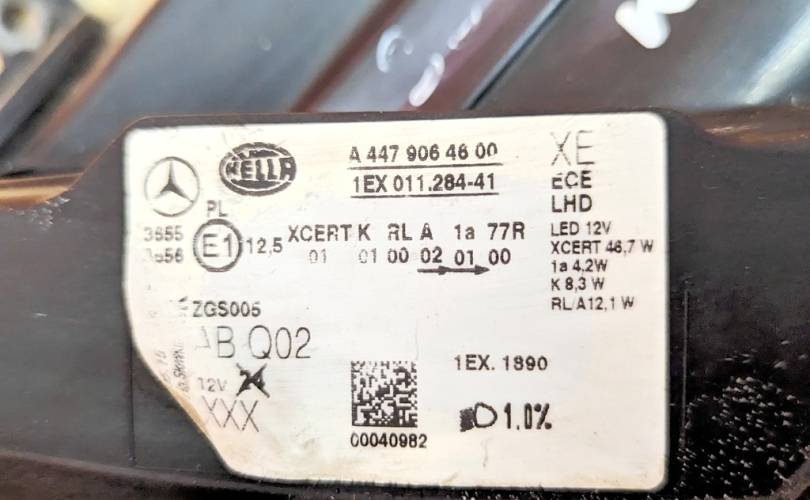 HELLA
A 447 906 46 00
1EX 011.284-41
XE
ECE
LHD
LED 12V
XCERT 46,7 W
1a 4,2W
K 8,3 W
RL/A12,1 W
PL
3655
3656
E1
12,5
XCERT K RL A 1a 77R
01 01 00 02 01 00
ZGS005
AB Q02
12V
XXX
00040982
1EX. 1890
1,0%